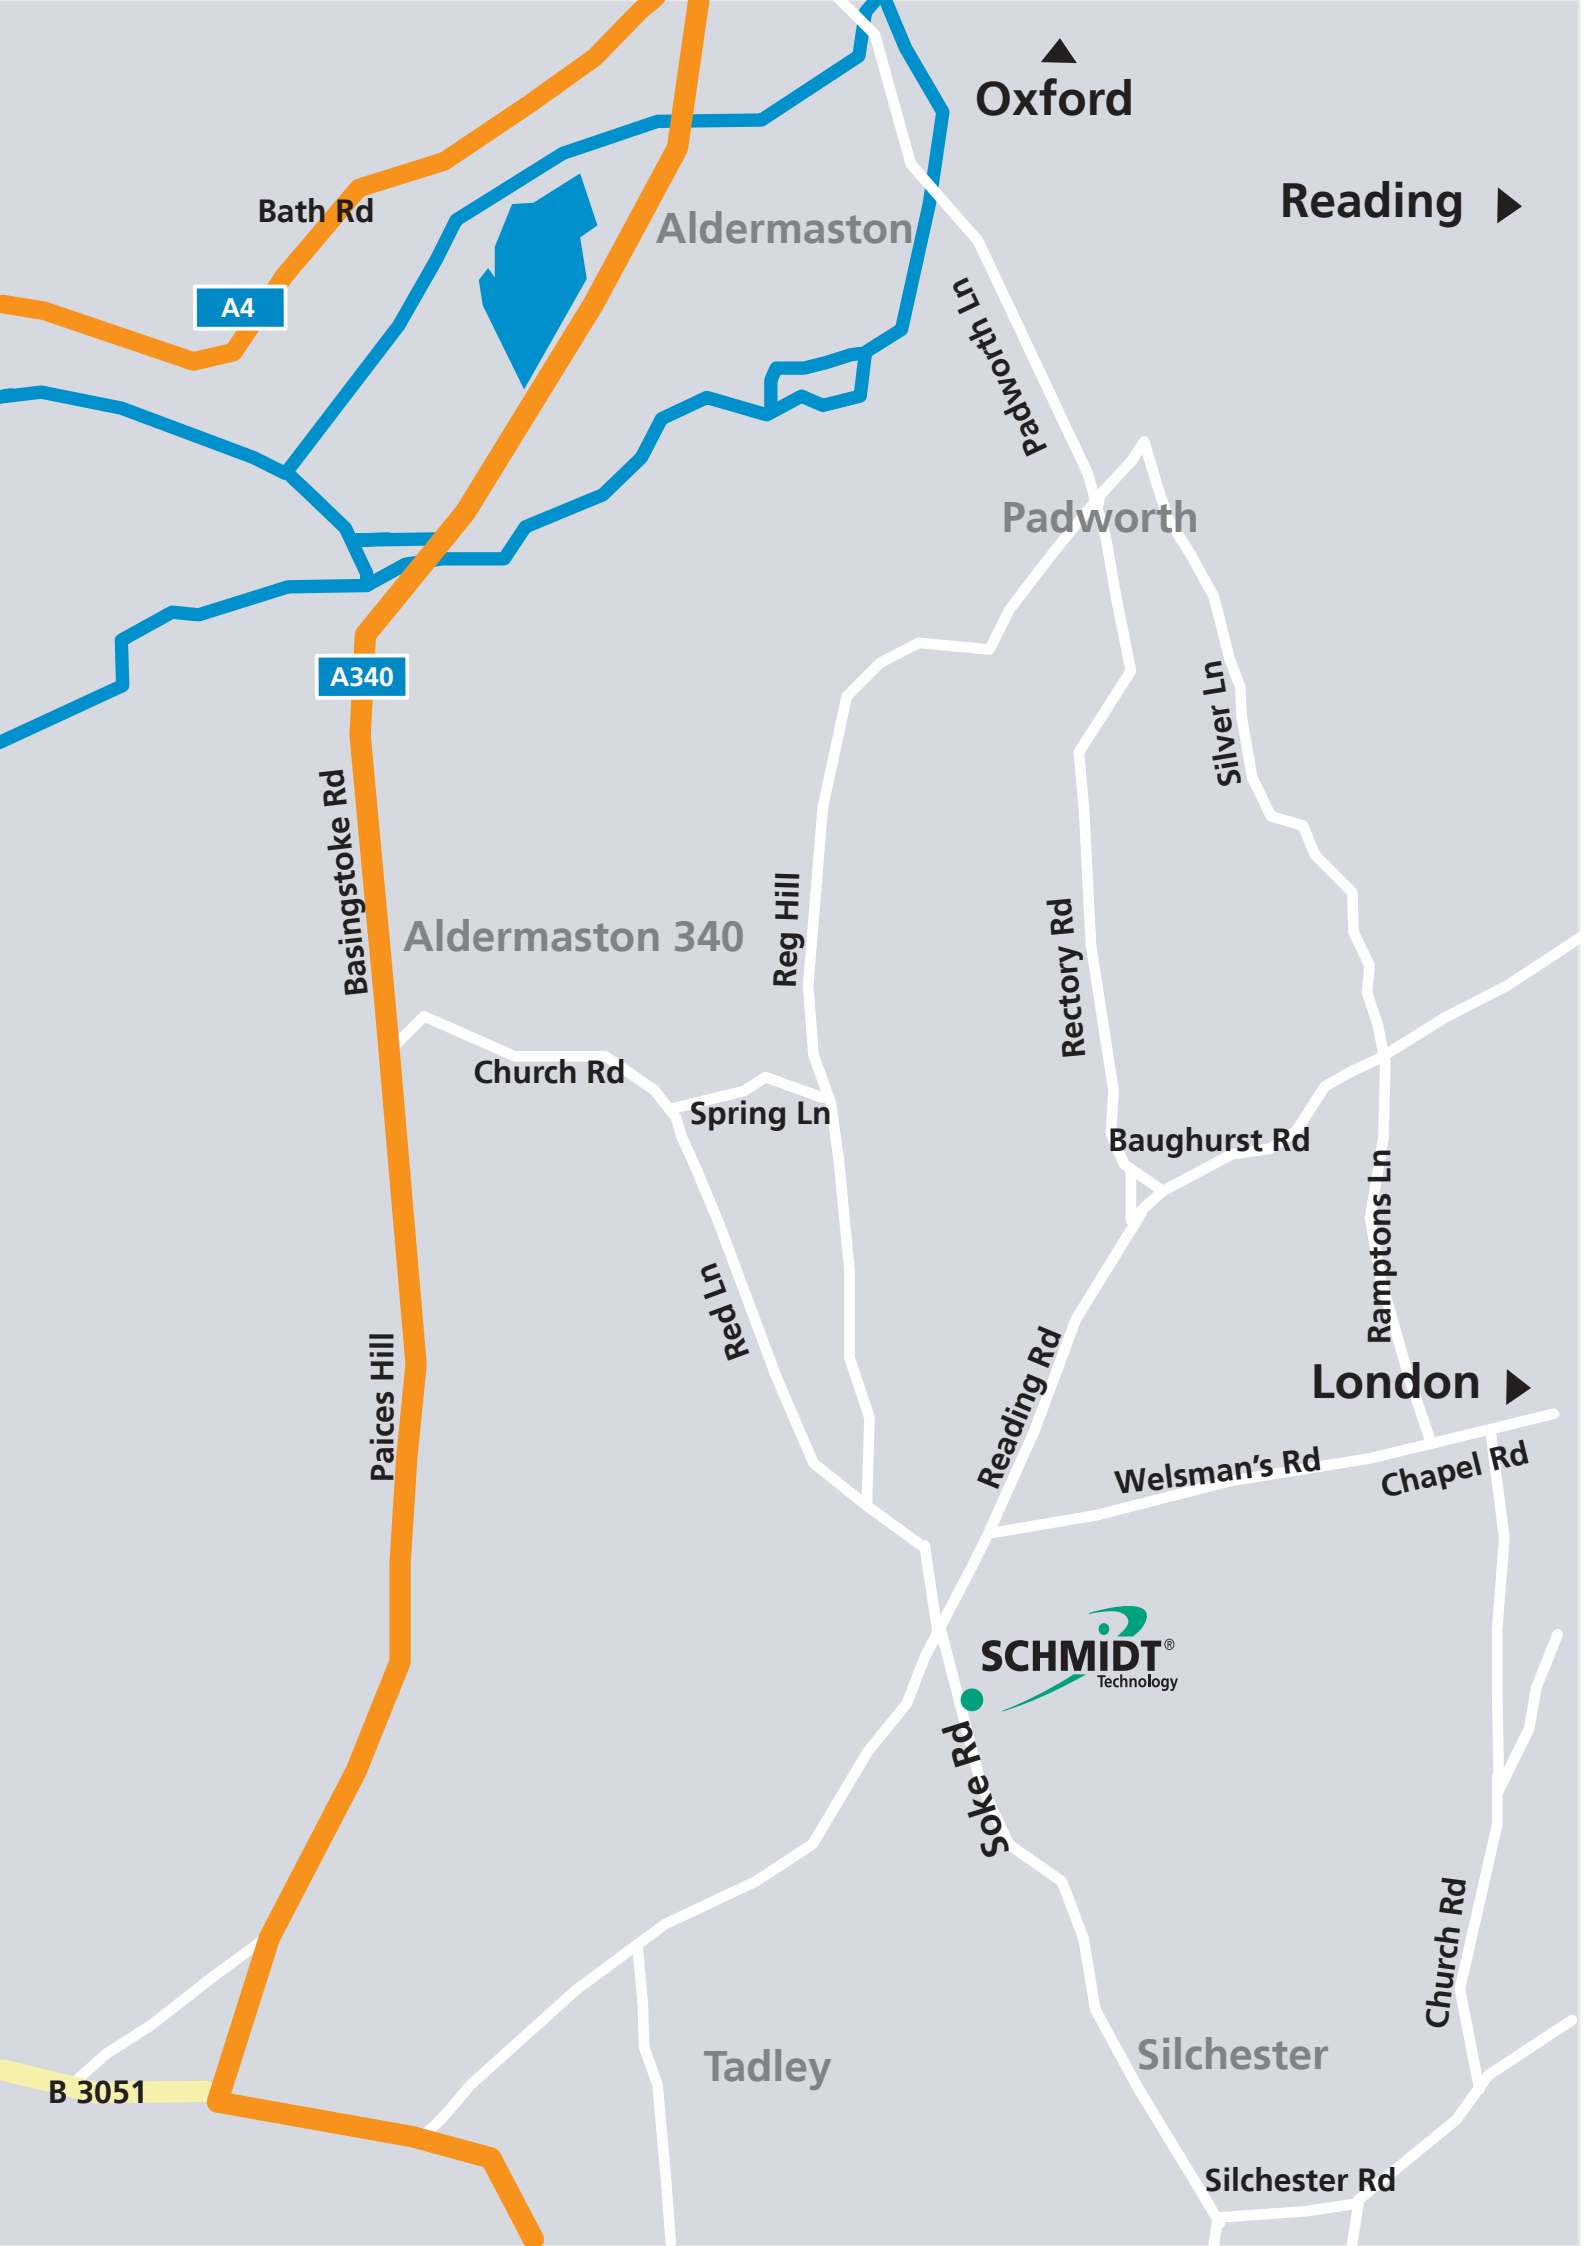 Oxford
Reading
Bath Rd
Aldermaston
A4
Padworth Ln
Padworth
A340
Silver Ln
Basingstoke Rd
Aldermaston 340
Reg Hill
Rectory Rd
Church Rd
Spring Ln
Baughurst Rd
Ramptons Ln
Red Ln
Paices Hill
Reading Rd
London
Welsman's Rd
Chapel Rd
SCHMiDT®
Technology
Soke Rd
Church Rd
Silchester
Tadley
B 3051
Silchester Rd